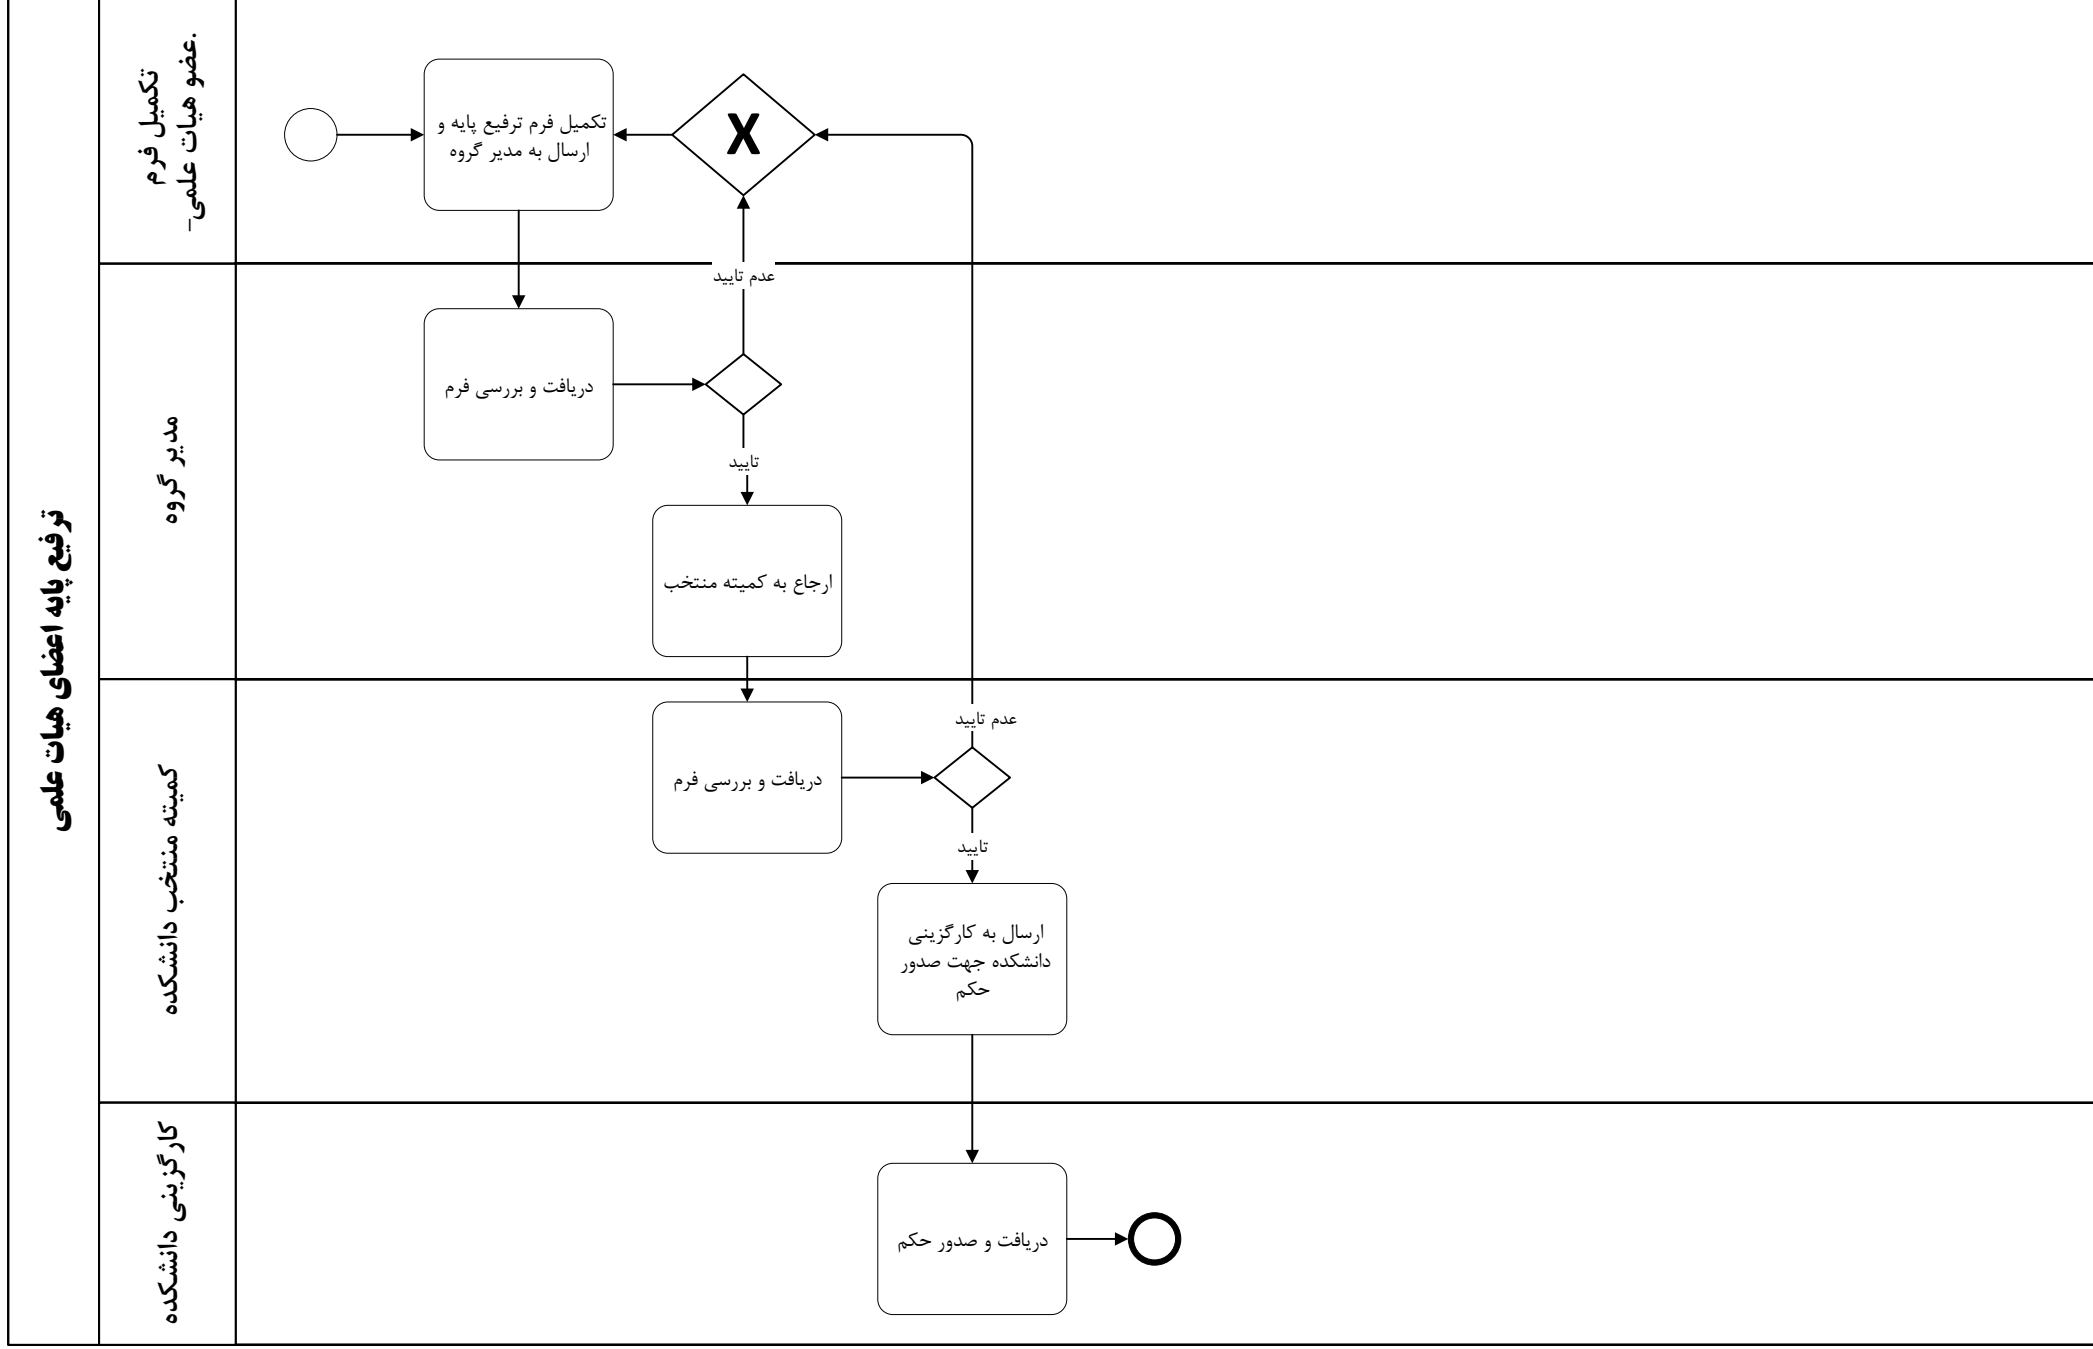 ترفیع پایه اعضای هیات علمی
تکمیل فرم
عضو هیات علمی_.
تکمیل فرم ترفیع پایه و
ارسال به مدیر گروه
X
عدم تایید
مدیر گروه
دریافت و بررسی فرم
تایید
ارجاع به کمیته منتخب
کمیته منتخب دانشکده
دریافت و بررسی فرم
عدم تایید
تایید
ارسال به کارگزینی
دانشکده جهت صدور
حکم
کارگزینی دانشکده
دریافت و صدور حکم